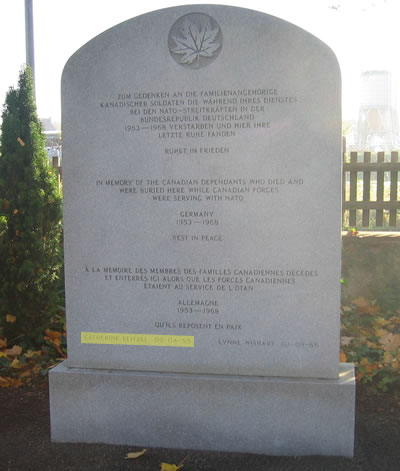 ZUM GEDENKEN AN DIE FAMILIENANGEHÖRIGE
KANADISCHER SOLDATEN DIE WÄHREND IHRES DIENSTES
BEI DEN NATO-STREITKRÄFTEN IN DER
BUNDESREPUBLIK DEUTSCHLAND
1953-1968 VERSTARBEN UND HIER IHRE
LETZTE RUHE FANDEN
RUHET IN FRIEDEN
IN MEMORY OF THE CANADIAN DEPENDANTS WHO DIED AND
WERE BURIED HERE WHILE CANADIAN FORCES
WERE SERVING WITH NATO
GERMANY
1953-1968
REST IN PEACE
À LA MÉMOIRE DES MEMBRES DES FAMILLES CANADIENNES DÉCÉDÉS
ET ENTERRÉS ICI ALORS QUE LES FORCES CANADIENNES
ÉTAIENT AU SERVICE DE L'OTAN
ALLEMAGNE
1953-1968
QU'ILS REPOSENT EN PAIX
CATHERINE
LYNNE WISHART